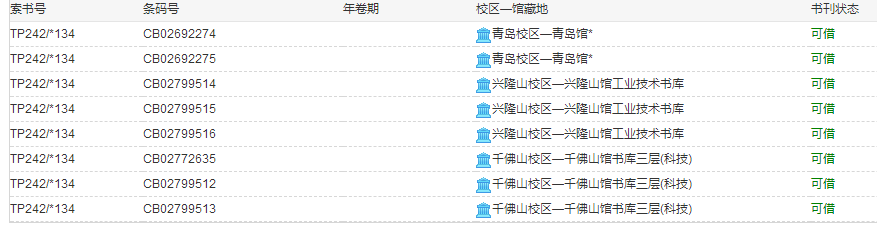 索书号 条码号 年卷期 校区—馆藏地 书刊状态
TP242/*134 CB02692274 青岛校区—青岛馆* 可借
TP242/*134 CB02692275 青岛校区—青岛馆* 可借
TP242/*134 CB02799514 兴隆山校区—兴隆山馆工业技术书库 可借
TP242/*134 CB02799515 兴隆山校区—兴隆山馆工业技术书库 可借
TP242/*134 CB02799516 兴隆山校区—兴隆山馆工业技术书库 可借
TP242/*134 CB02772635 千佛山校区—千佛山馆书库三层(科技) 可借
TP242/*134 CB02799512 千佛山校区—千佛山馆书库三层(科技) 可借
TP242/*134 CB02799513 千佛山校区—千佛山馆书库三层(科技) 可借